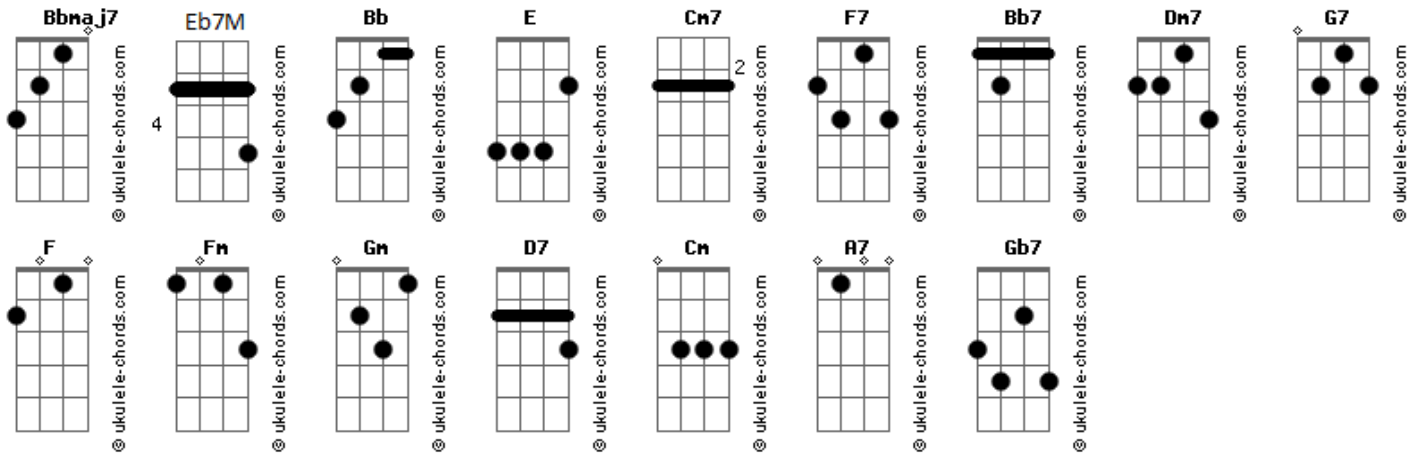 Bbmaj7 Eb7M Bb E Cm7 F7 Bb7 Dm7 G7
4 2
© ukulele-chords.com © ukulele-chords.com © ukulele-chords.com © ukulele-chords.com © ukulele-chords.com © ukulele-chords.com © ukulele-chords.com © ukulele-chords.com © ukulele-chords.com
F Fm Gm D7 Cm A7 Gb7
© ukulele-chords.com © ukulele-chords.com © ukulele-chords.com © ukulele-chords.com © ukulele-chords.com © ukulele-chords.com © ukulele-chords.com